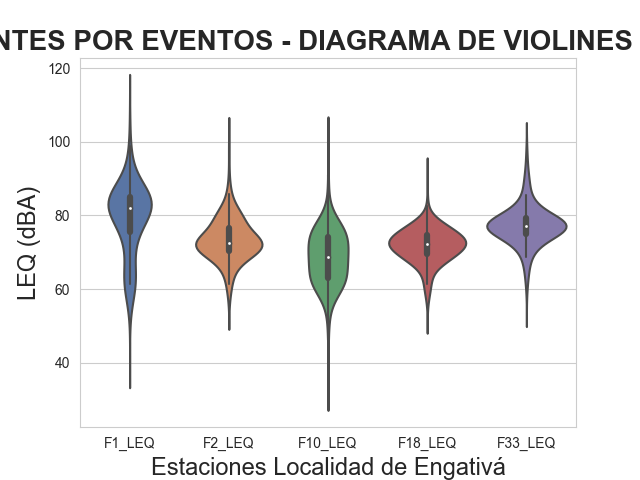 NTES POR EVENTOS - DIAGRAMA DE VIOLINES
120
100
80
60
40
LEQ (dBA)
F1_LEQ F2_LEQ F10_LEQ F18_LEQ F33_LEQ
Estaciones Localidad de Engativá